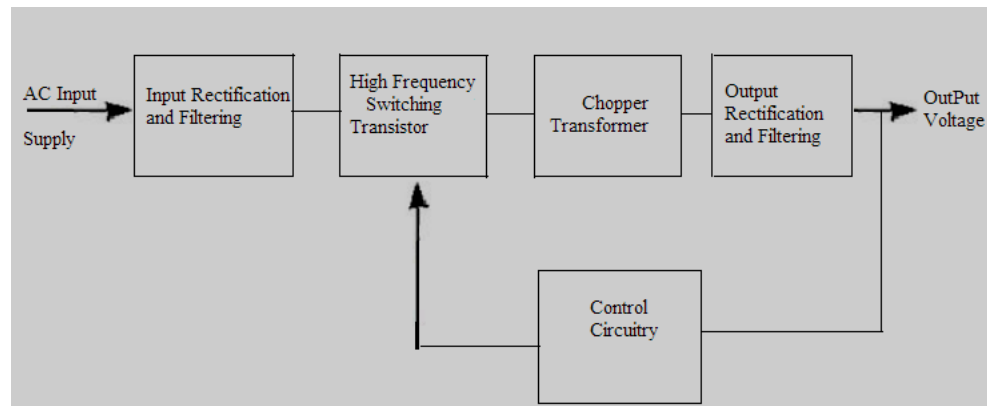 AC Input
Supply
Input Rectification
and Filtering
High Frequency
Switching
Transistor
Chopper
Transformer
Output
Rectification
and Filtering
OutPut
Voltage
Control
Circuitry